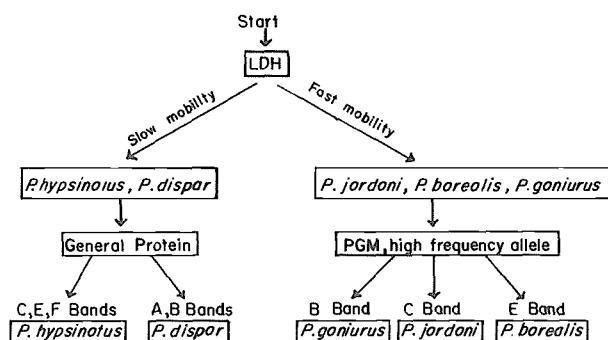 Start
LDH
Slow mobility
Fast mobility
P.hypsinotus, P.dispar
P. jordoni, P. borealis, P. goniurus
General Protein
PGM, high frequency allele
C,E,F Bands
A,B Bands
B Band
C Band
E Band
P. hypsinotus
P.dispar
P.goniurus
P. jordoni
P. borealis